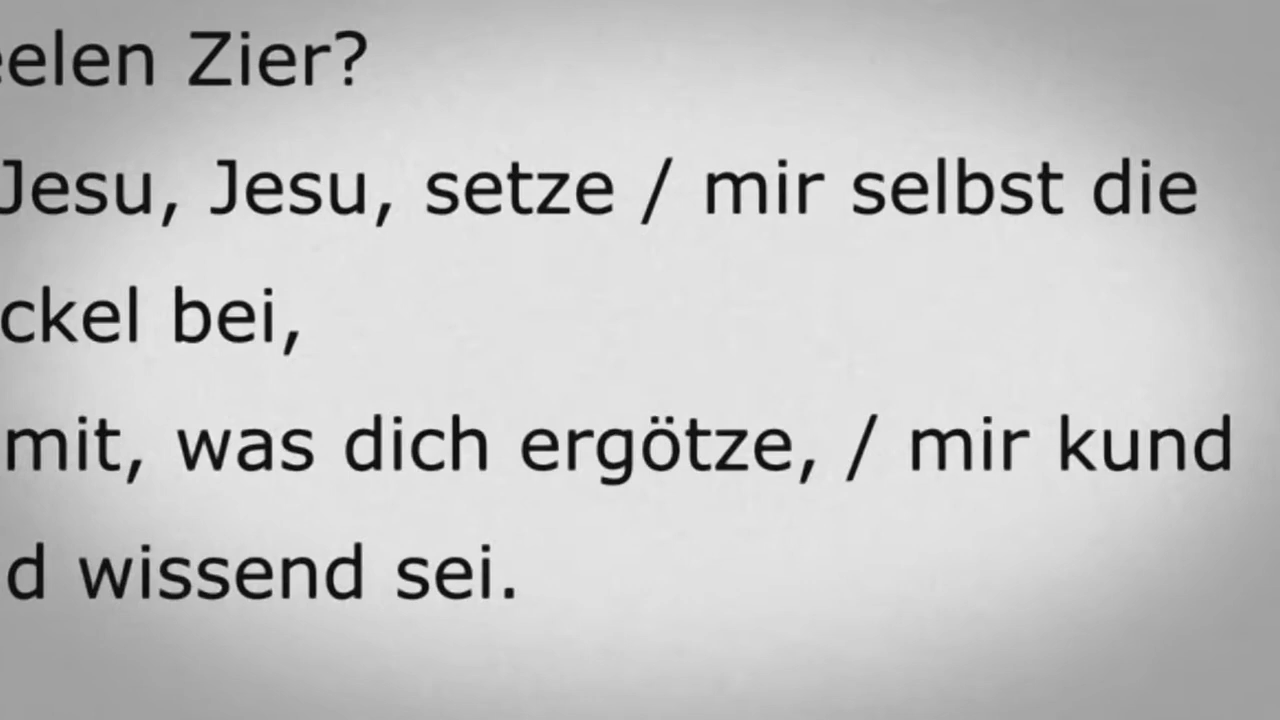 eelen Zier?
Jesu, Jesu, setze / mir selbst die
ckel bei,
mit, was dich ergötze, / mir kund
d wissend sei.